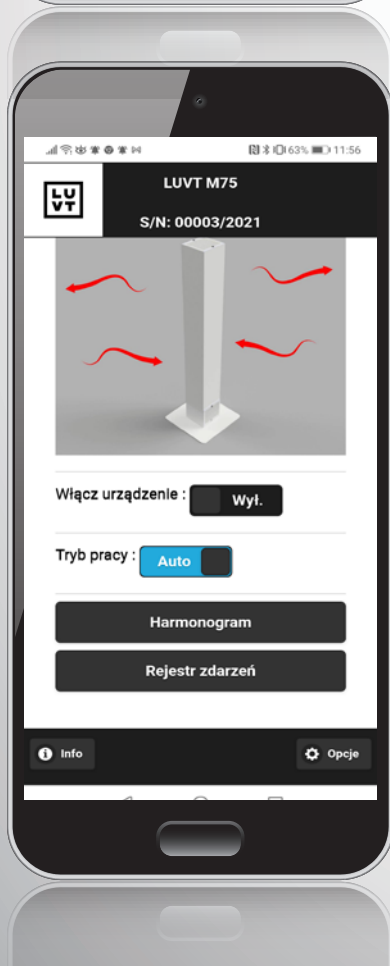 63% 11:56
LU
VT
LUVT M75
S/N: 00003/2021
Włącz urządzenie : Wył.
Tryb pracy : Auto
Harmonogram
Rejestr zdarzeń
Info
Opcje